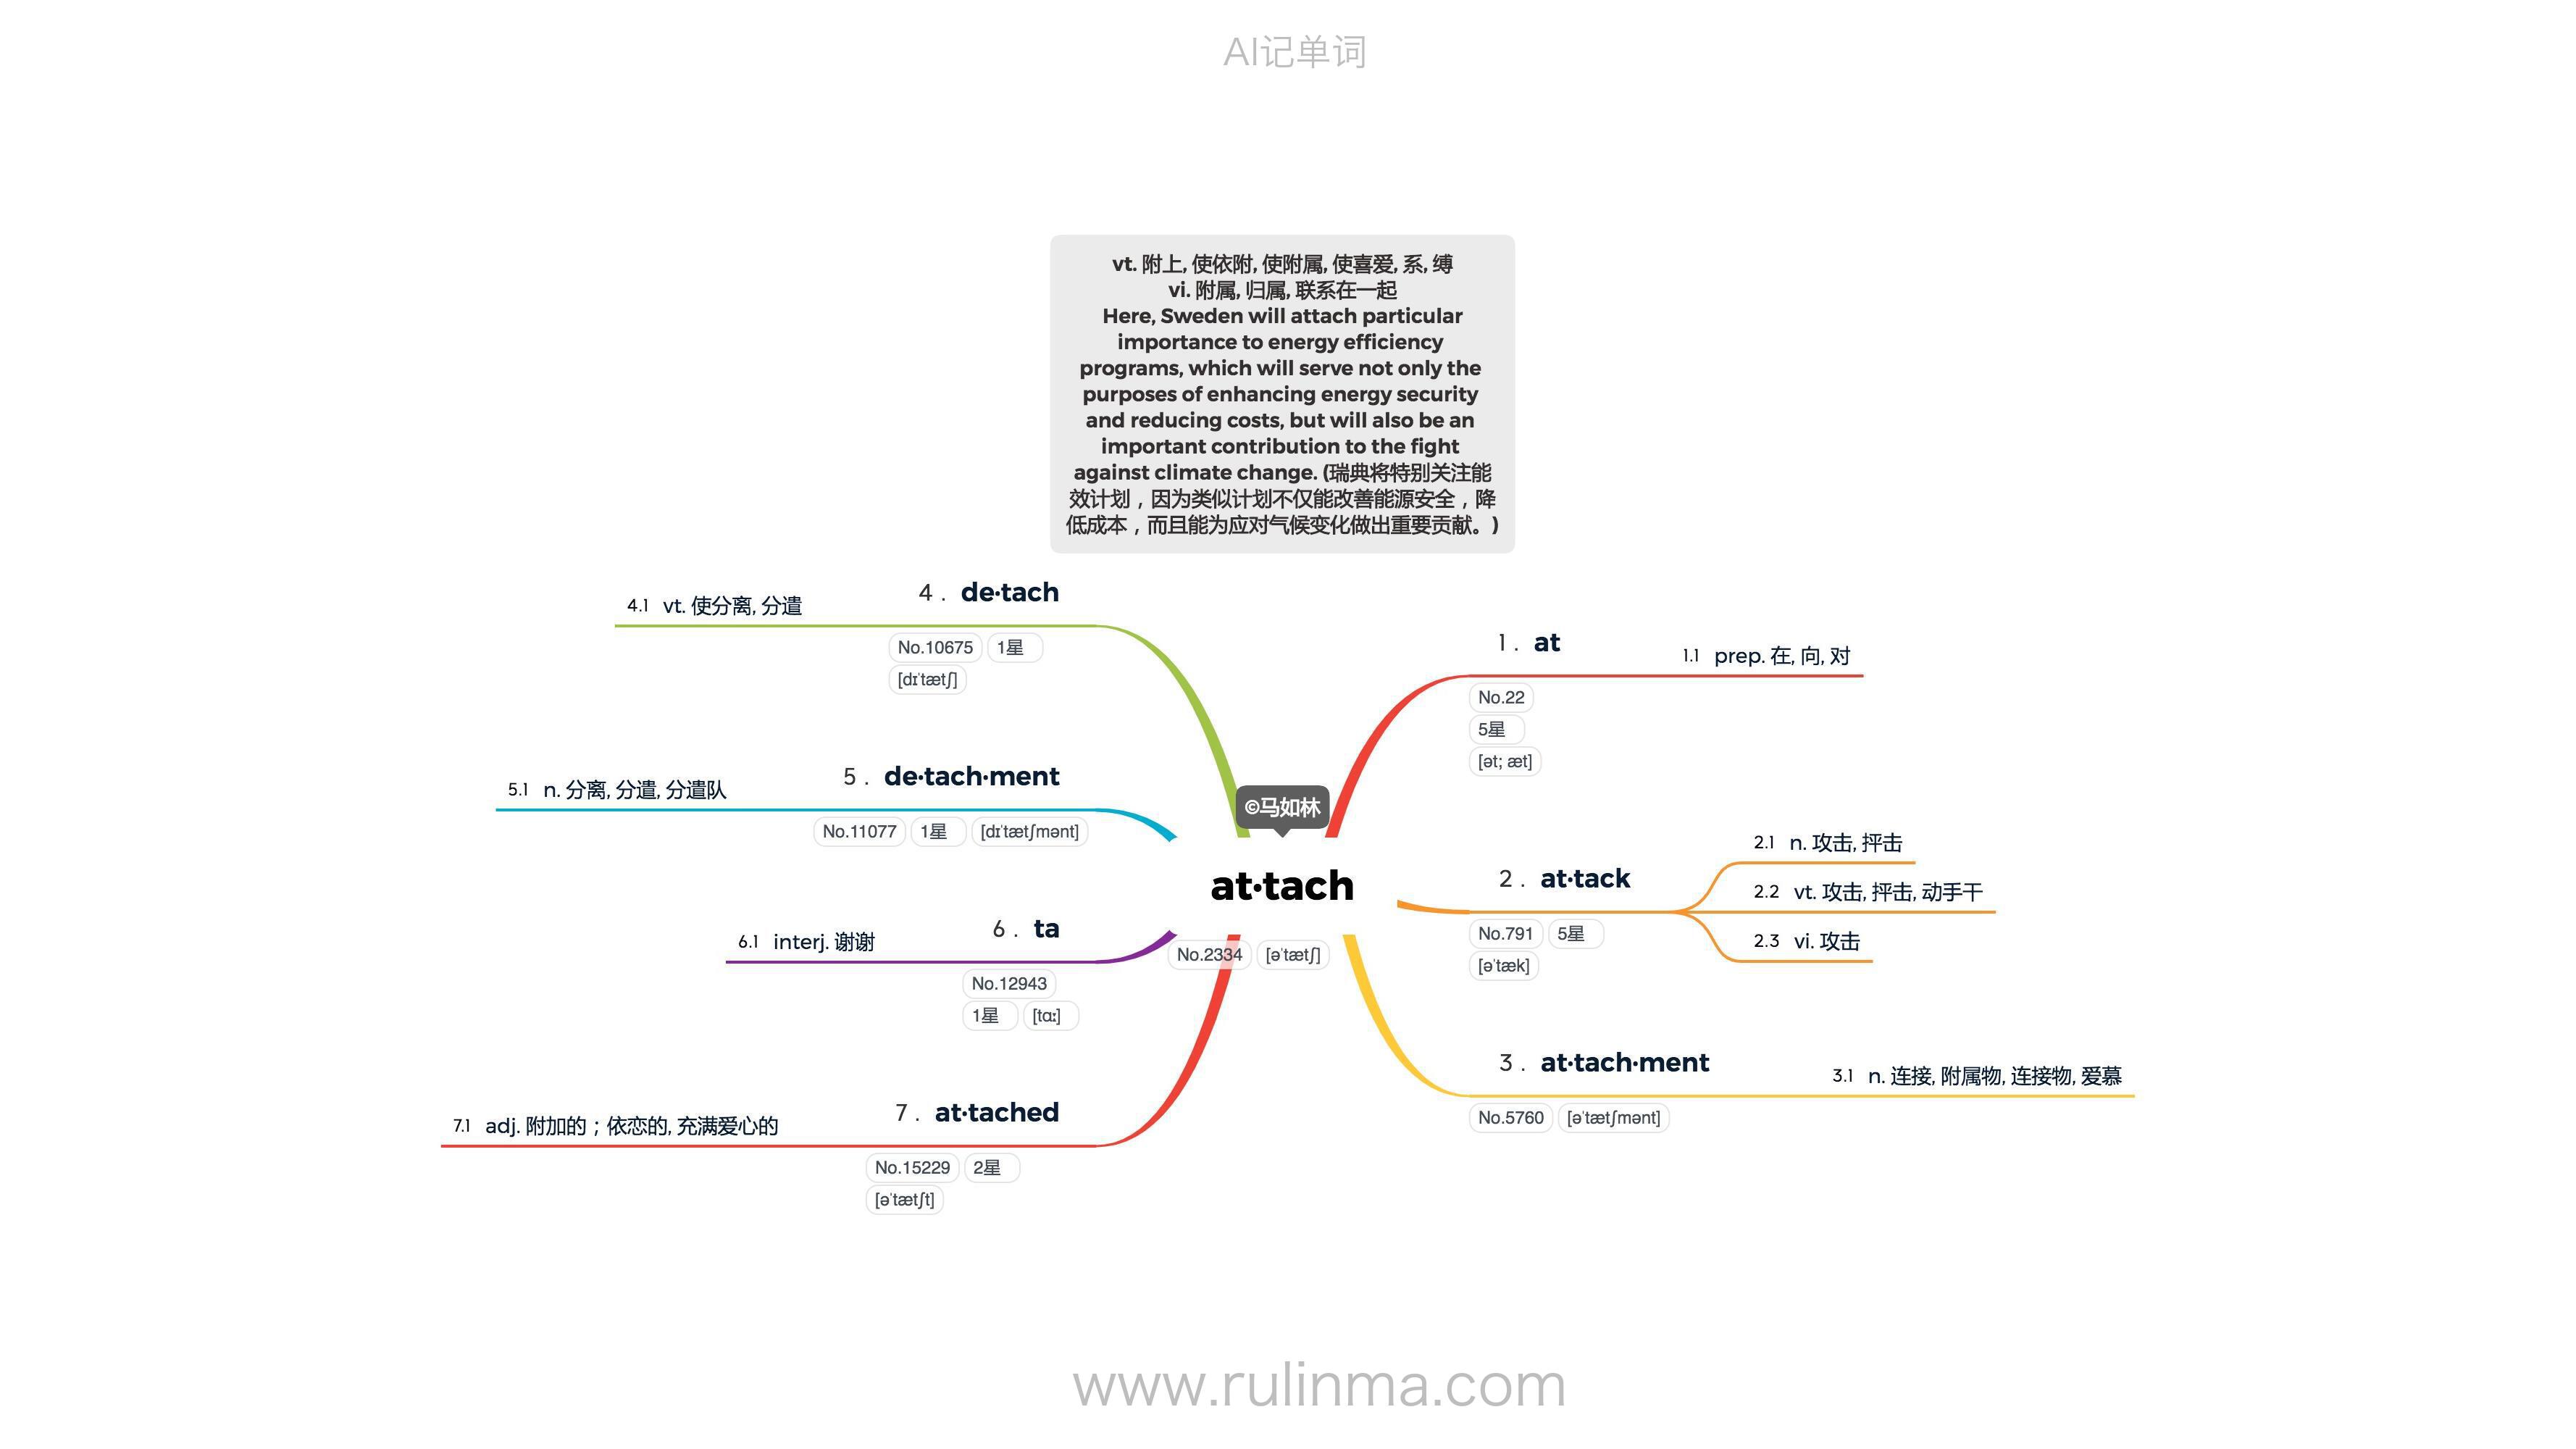 AI记单词
vt. 附上, 使依附, 使附属, 使喜爱, 系, 缚
vi. 附属, 归属, 联系在一起
Here, Sweden will attach particular
importance to energy efficiency
programs, which will serve not only the
purposes of enhancing energy security
and reducing costs, but will also be an
important contribution to the fight
against climate change. (瑞典将特别关注能
效计划，因为类似计划不仅能改善能源安全，降
低成本，而且能为应对气候变化做出重要贡献。)
©马如林
at·tach
No.2334 [əˈtætʃ]
1. at
No.22
5星
[ət; æt]
1.1 prep. 在, 向, 对
2. at·tack
No.791 5星
[əˈtæk]
2.1 n. 攻击, 抨击
2.2 vt. 攻击, 抨击, 动手干
2.3 vi. 攻击
3. at·tach·ment
No.5760 [əˈtætʃmənt]
3.1 n. 连接, 附属物, 连接物, 爱慕
4. de·tach
No.10675 1星
[dɪˈtætʃ]
4.1 vt. 使分离, 分遣
5. de·tach·ment
No.11077 1星 [dɪˈtætʃmənt]
5.1 n. 分离, 分遣, 分遣队
6. ta
No.12943
1星 [tɑː]
6.1 interj. 谢谢
7. at·tached
No.15229 2星
[əˈtætʃt]
7.1 adj. 附加的；依恋的, 充满爱心的
www.rulinma.com